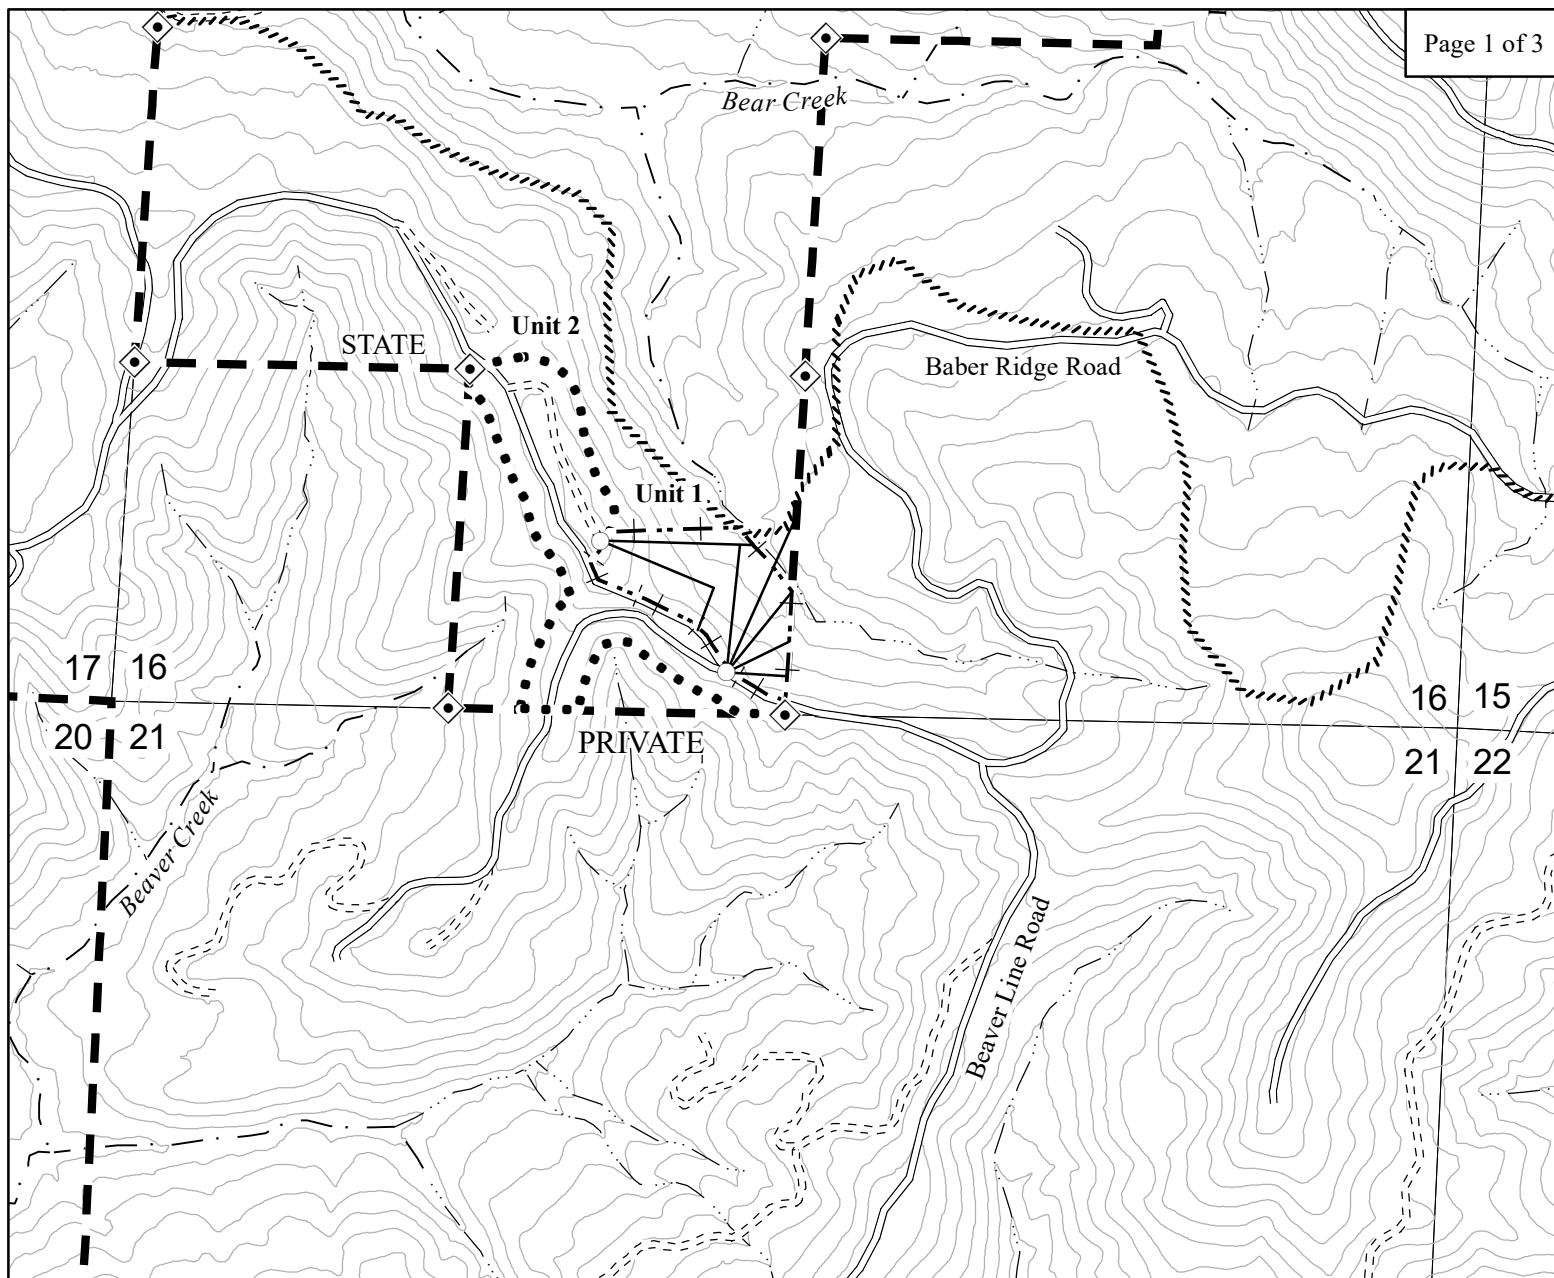 Page 1 of 3
Bear Creek
Unit 2
STATE
Baber Ridge Road
Unit 1
17 16
16 15
20 21
PRIVATE
21 22
Beaver Creek
Beaver Line Road